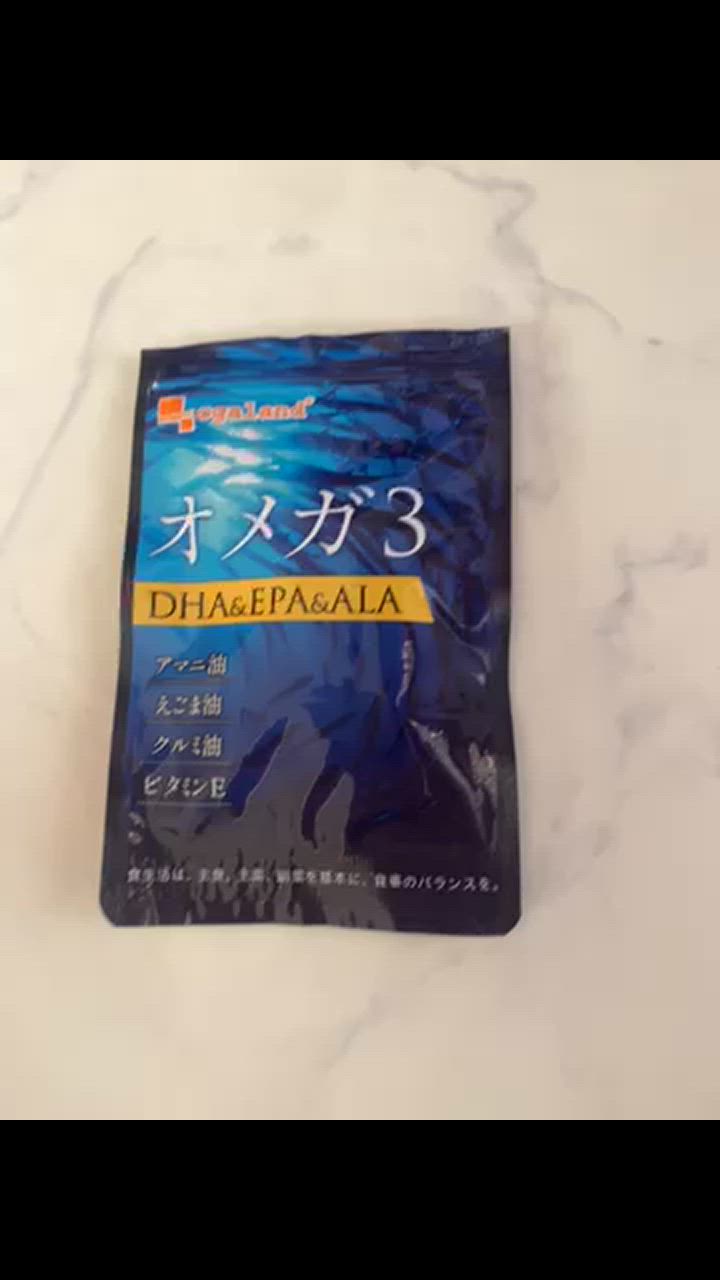 ogaland
オメガ3
DHA&EPA&ALA
アマニ油
えごま油
クルミ油
ビタミンE
食生活は、主食、主菜、副菜を基本に、食事のバランスを。